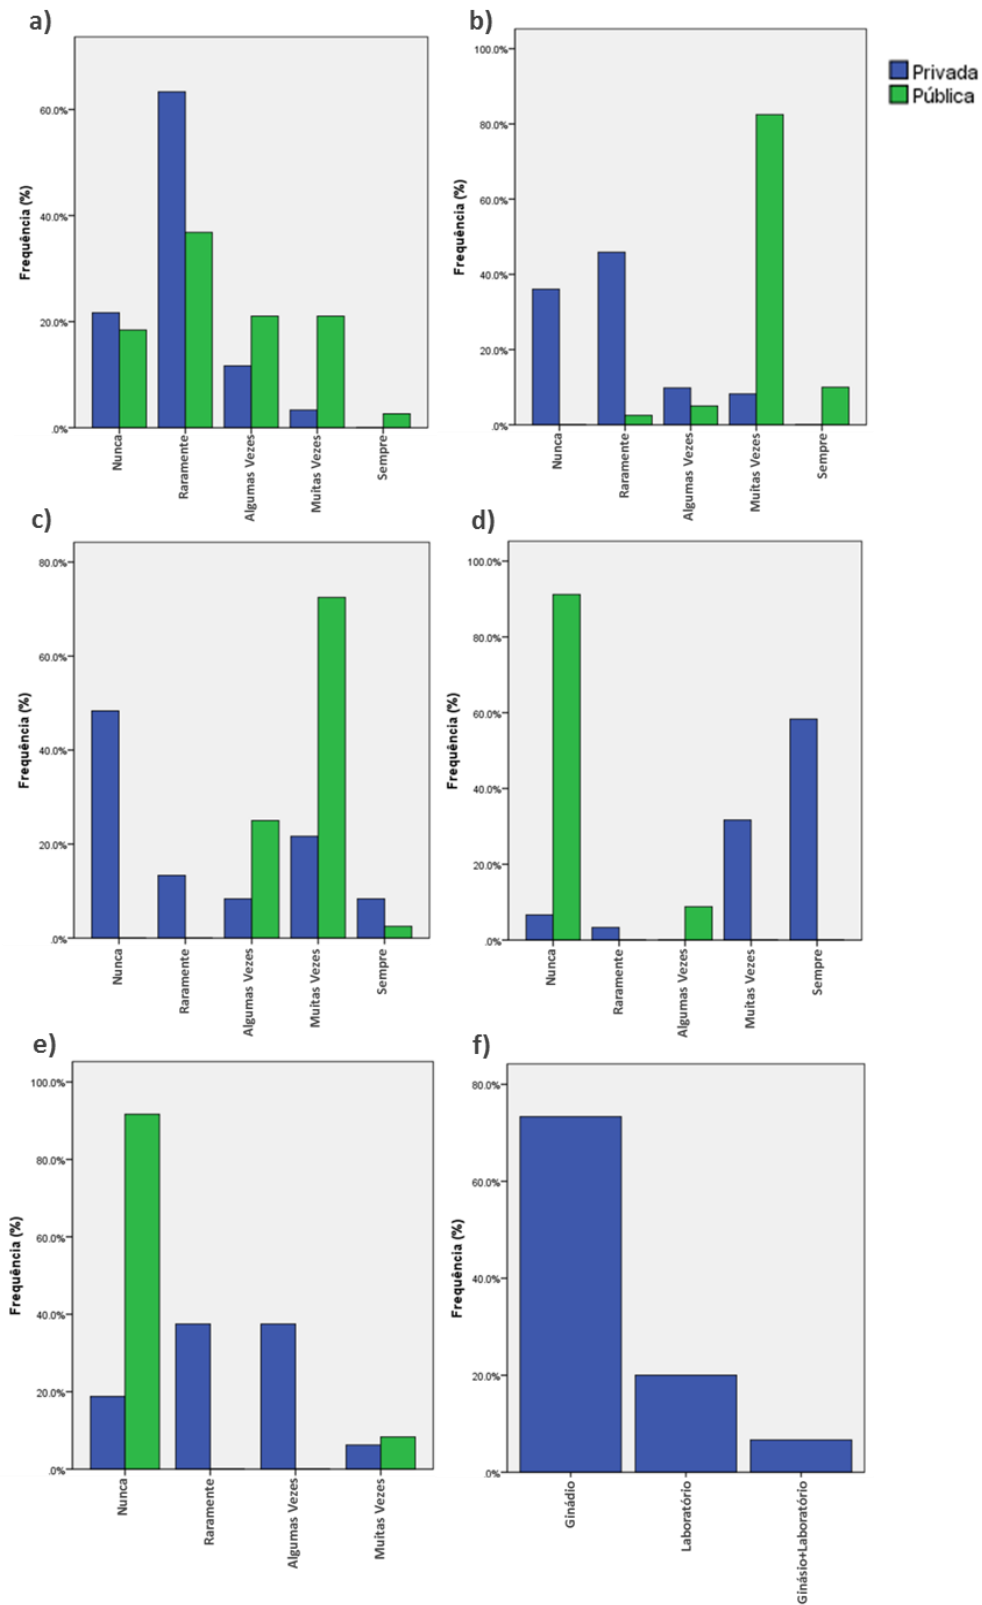 a)
60.0%
40.0%
20.0%
.0%
Frequência (%)
Nunca
Raramente
Algumas Vezes
Muitas Vezes
Sempre
b)
100.0%
80.0%
60.0%
40.0%
20.0%
.0%
Frequência (%)
Nunca
Raramente
Algumas Vezes
Muitas Vezes
Sempre
Privada
Pública
c)
80.0%
60.0%
40.0%
20.0%
.0%
Frequência (%)
Nunca
Raramente
Algumas Vezes
Muitas Vezes
Sempre
d)
100.0%
80.0%
60.0%
40.0%
20.0%
.0%
Frequência (%)
Nunca
Raramente
Algumas Vezes
Muitas Vezes
Sempre
e)
100.0%
80.0%
60.0%
40.0%
20.0%
.0%
Frequência (%)
Nunca
Raramente
Algumas Vezes
Muitas Vezes
f)
80.0%
60.0%
40.0%
20.0%
.0%
Frequência (%)
Ginádio
Laboratório
Ginásio+Laboratório